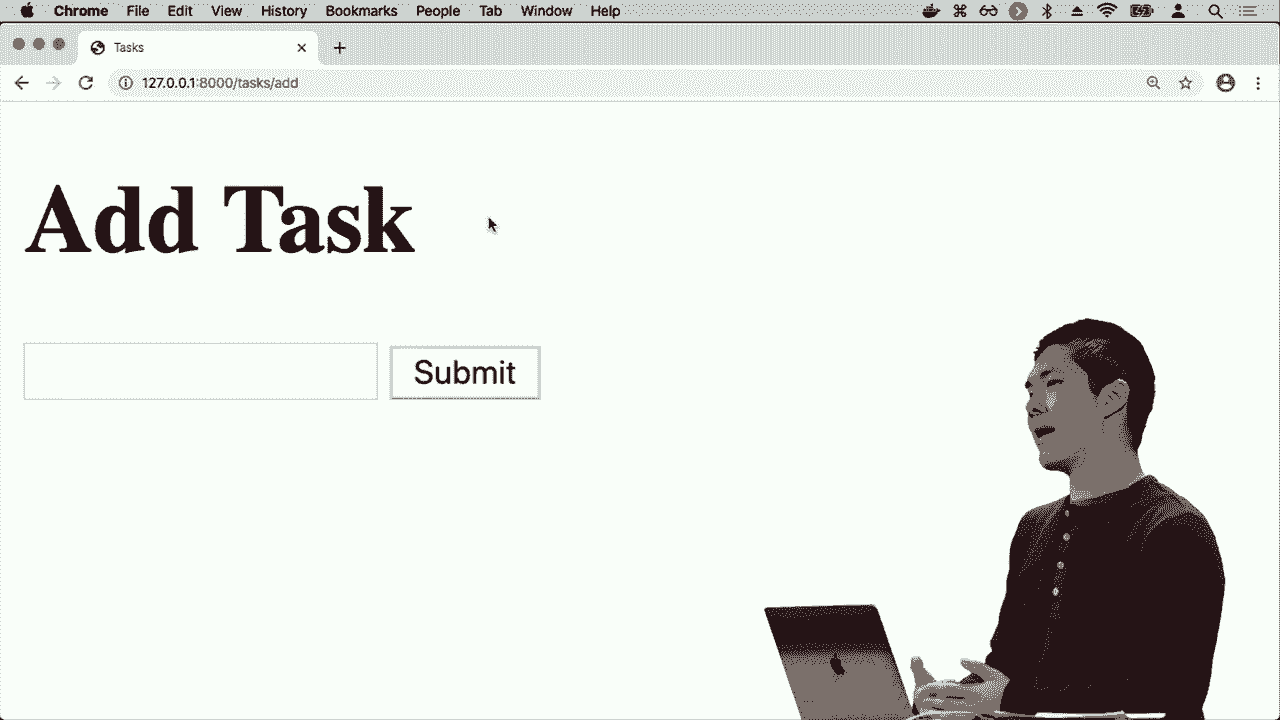 Chrome File Edit View History Bookmarks People Tab Window Help
Tasks
127.0.0.1:8000/tasks/add
Add Task
Submit